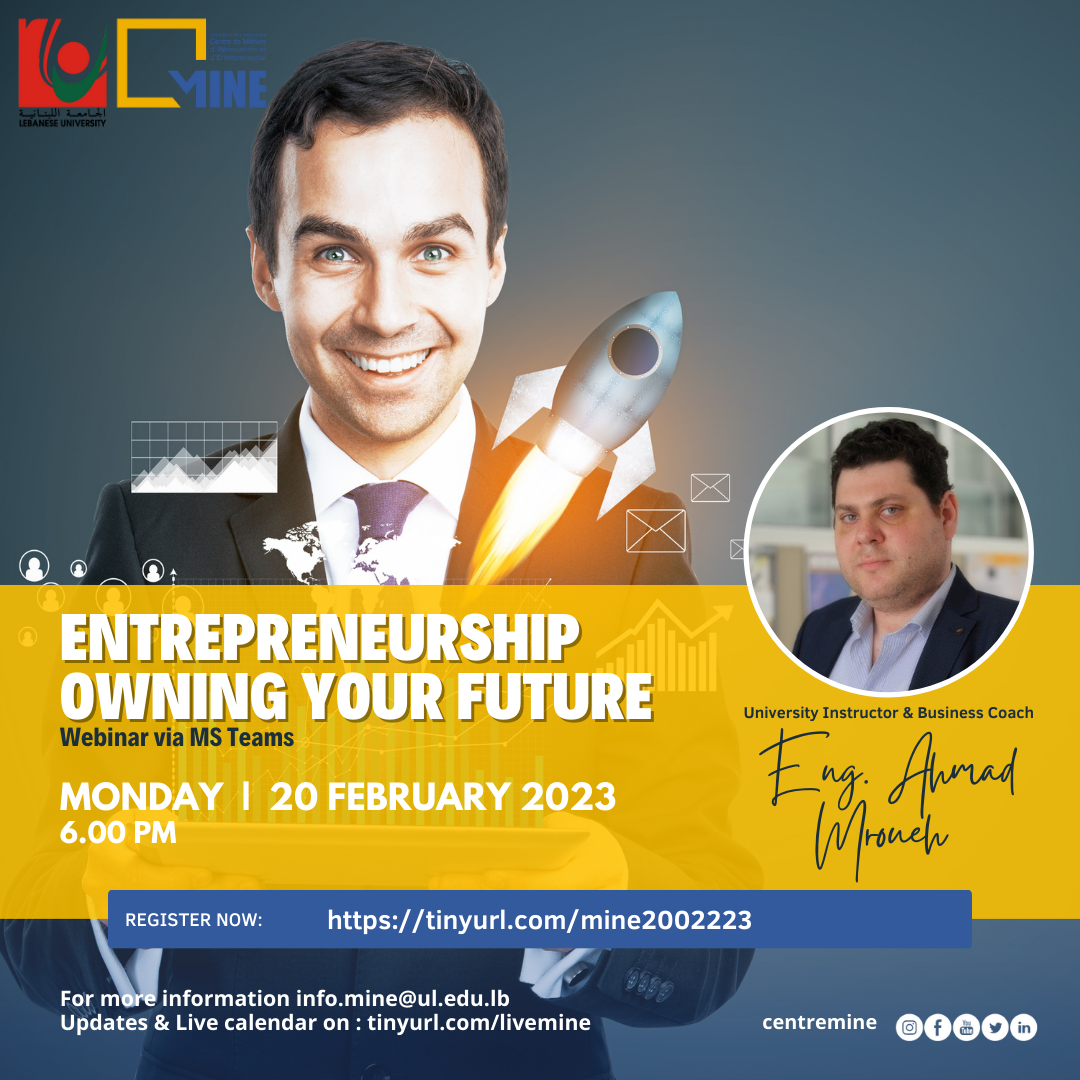 الجامعة اللبنانية
LEBANESE UNIVERSITY
MINE
ENTREPRENEURSHIP
OWNING YOUR FUTURE
Webinar via MS Teams
MONDAY | 20 FEBRUARY 2023
6.00 PM
University Instructor & Business Coach
Eng. Ahmad
Mroueh
REGISTER NOW:
https://tinyurl.com/mine2002223
For more information info.mine@ul.edu.lb
Updates & Live calendar on : tinyurl.com/livemine
centremine